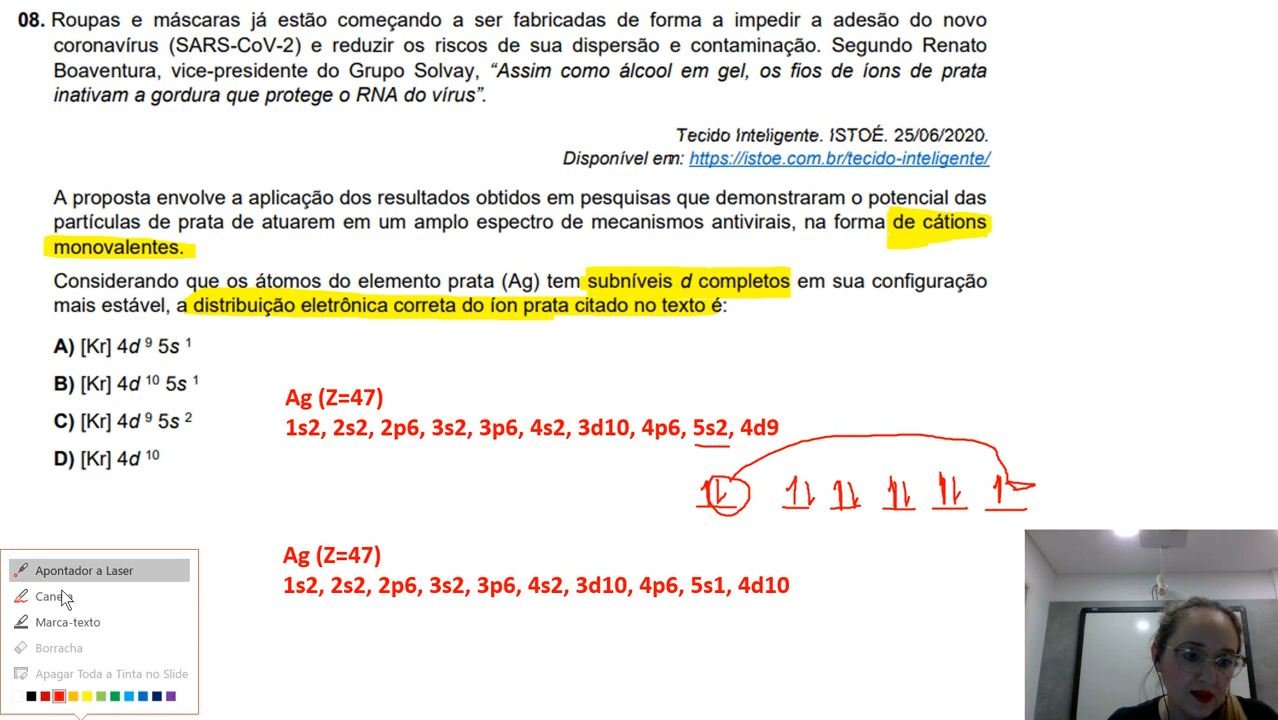 08. Roupas e máscaras já estão começando a ser fabricadas de forma a impedir a adesão do novo
coronavírus (SARS-CoV-2) e reduzir os riscos de sua dispersão e contaminação. Segundo Renato
Boaventura, vice-presidente do Grupo Solvay, “Assim como álcool em gel, os fios de íons de prata
inativam a gordura que protege o RNA do vírus”.
Tecido Inteligente. ISTOÉ. 25/06/2020.
Disponível em: https://istoe.com.br/tecido-inteligente/
A proposta envolve a aplicação dos resultados obtidos em pesquisas que demonstraram o potencial das
partículas de prata de atuarem em um amplo espectro de mecanismos antivirais, na forma de cátions
monovalentes.
Considerando que os átomos do elemento prata (Ag) tem subníveis d completos em sua configuração
mais estável, a distribuição eletrônica correta do íon prata citado no texto é:
A) [Kr] 4d 9 5s 1
B) [Kr] 4d 10 5s 1
C) [Kr] 4d 9 5s 2
D) [Kr] 4d 10
Ag (Z=47)
1s2, 2s2, 2p6, 3s2, 3p6, 4s2, 3d10, 4p6, 5s2, 4d9
Ag (Z=47)
1s2, 2s2, 2p6, 3s2, 3p6, 4s2, 3d10, 4p6, 5s1, 4d10
Apontador a Laser
Caneta
Marca-texto
Borracha
Apagar Toda a Tinta no Slide